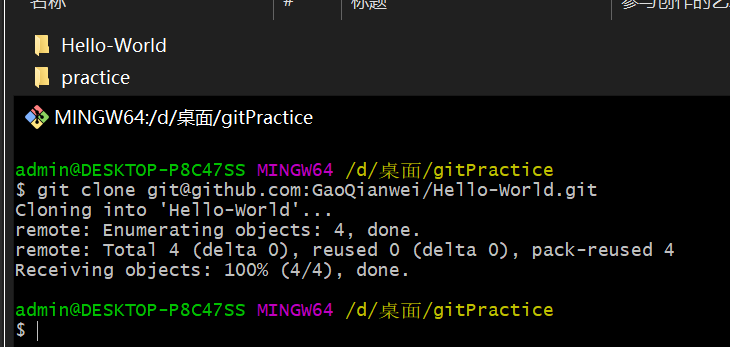 名称 # 标题 参与创作的艺
Hello-World
practice
MINGW64:/d/桌面/gitPractice
admin@DESKTOP-P8C47SS MINGW64 /d/桌面/gitPractice
$ git clone git@github.com:GaoQianwei/Hello-World.git
Cloning into 'Hello-World'...
remote: Enumerating objects: 4, done.
remote: Total 4 (delta 0), reused 0 (delta 0), pack-reused 4
Receiving objects: 100% (4/4), done.
admin@DESKTOP-P8C47SS MINGW64 /d/桌面/gitPractice
$